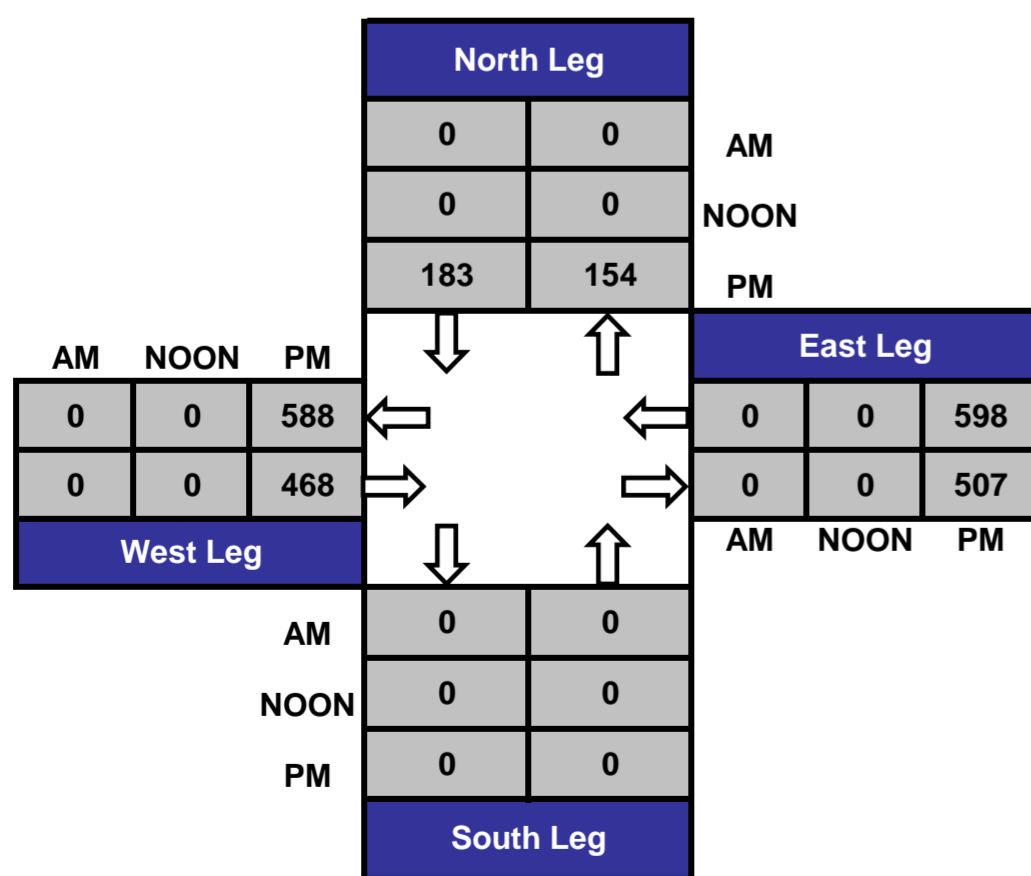 North Leg
0 0
AM
0 0
NOON
183 154
PM
East Leg
AM NOON PM
0 0 588
0 0 598
0 0 468
0 0 507
West Leg
AM NOON PM
AM
0 0
NOON
0 0
PM
0 0
South Leg